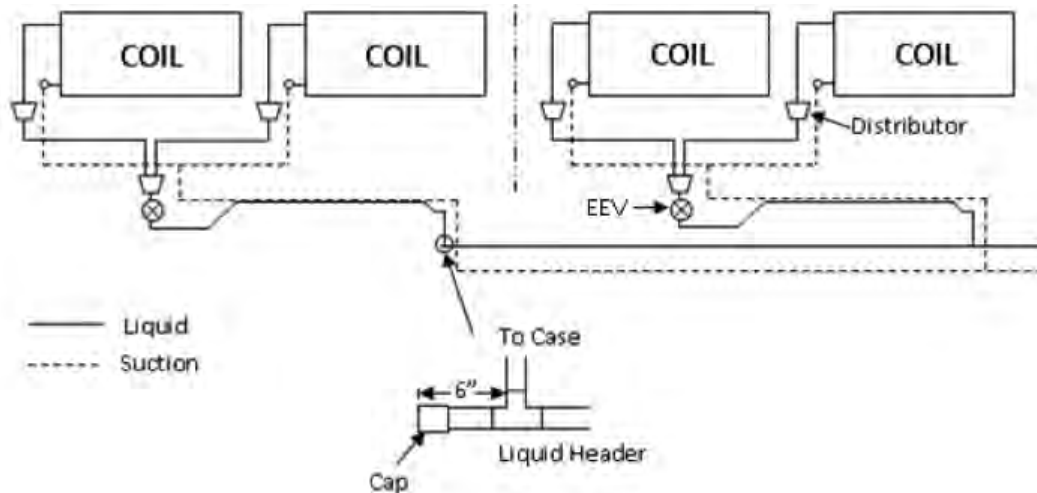 COIL
COIL
COIL
COIL
Distributor
EEV
Liquid
Suction
To Case
6”
Liquid Header
Cap